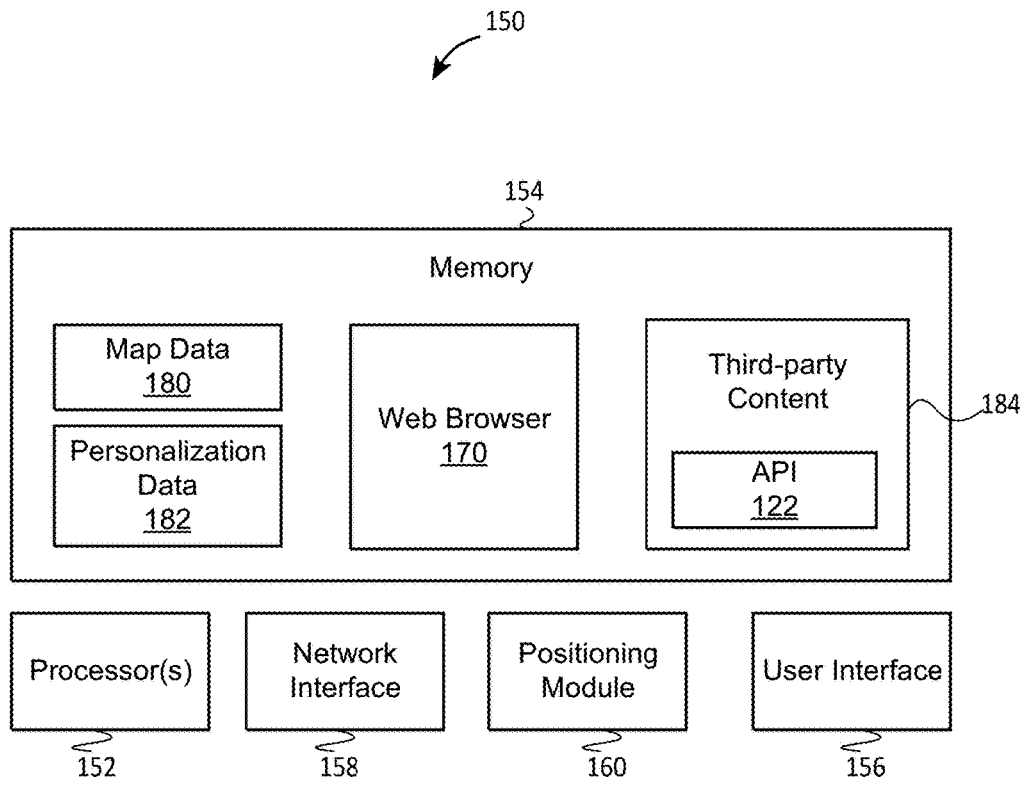 150
154
Memory
Map Data
180
Personalization
Data
182
Web Browser
170
Third-party
Content
184
API
122
Processor(s)
Network
Interface
Positioning
Module
User Interface
152
158
160
156